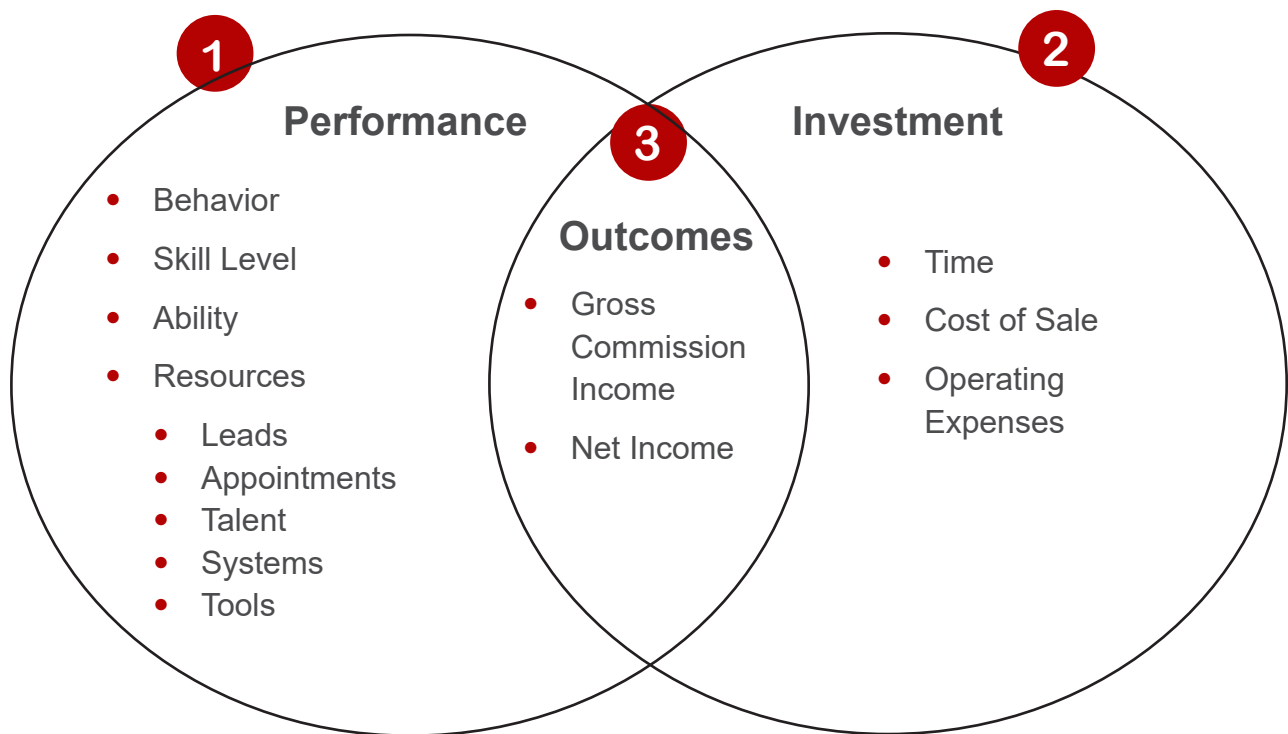 1
Performance
Behavior
Skill Level
Ability
Resources
Leads
Appointments
Talent
Systems
Tools
3
Outcomes
Gross
Commission
Income
Net Income
2
Investment
Time
Cost of Sale
Operating
Expenses